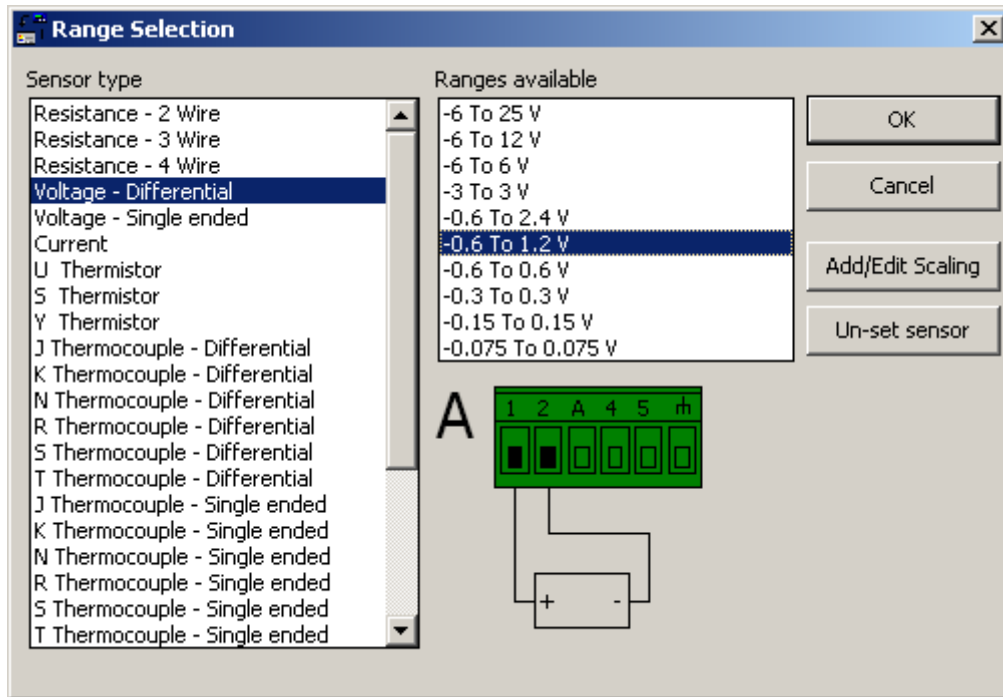 Range Selection
Sensor type
Resistance - 2 Wire
Resistance - 3 Wire
Resistance - 4 Wire
Voltage - Differential
Voltage - Single ended
Current
U  Thermistor
S  Thermistor
Y  Thermistor
J Thermocouple - Differential
K Thermocouple - Differential
N Thermocouple - Differential
R Thermocouple - Differential
S Thermocouple - Differential
T Thermocouple - Differential
J Thermocouple - Single ended
K Thermocouple - Single ended
N Thermocouple - Single ended
R Thermocouple - Single ended
S Thermocouple - Single ended
T Thermocouple - Single ended
Ranges available
-6 To 25 V
-6 To 12 V
-6 To 6 V
-3 To 3 V
-0.6 To 2.4 V
-0.6 To 1.2 V
-0.6 To 0.6 V
-0.3 To 0.3 V
-0.15 To 0.15 V
-0.075 To 0.075 V
OK
Cancel
Add/Edit Scaling
Un-set sensor
A
1 2 A 4 5
+ -